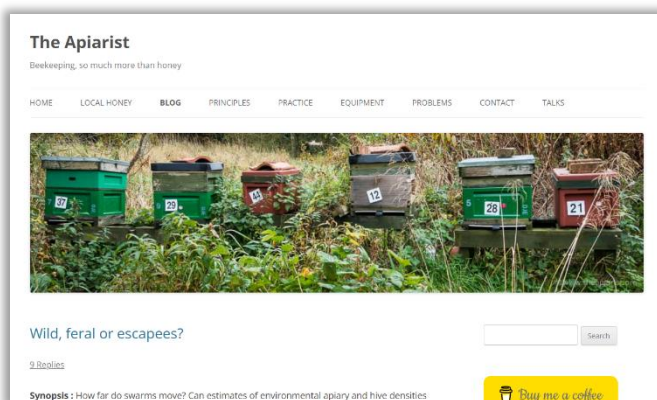 The Apiarist
Beekeeping, so much more than honey
HOME LOCAL HONEY BLOG PRINCIPLES PRACTICE EQUIPMENT PROBLEMS CONTACT TALKS
37 29 44 12 5 28 21
Wild, feral or escapees?
Search
9 Replies
Buy me a coffee
Synopsis : How far do swarms move? Can estimates of environmental apiary and hive densities